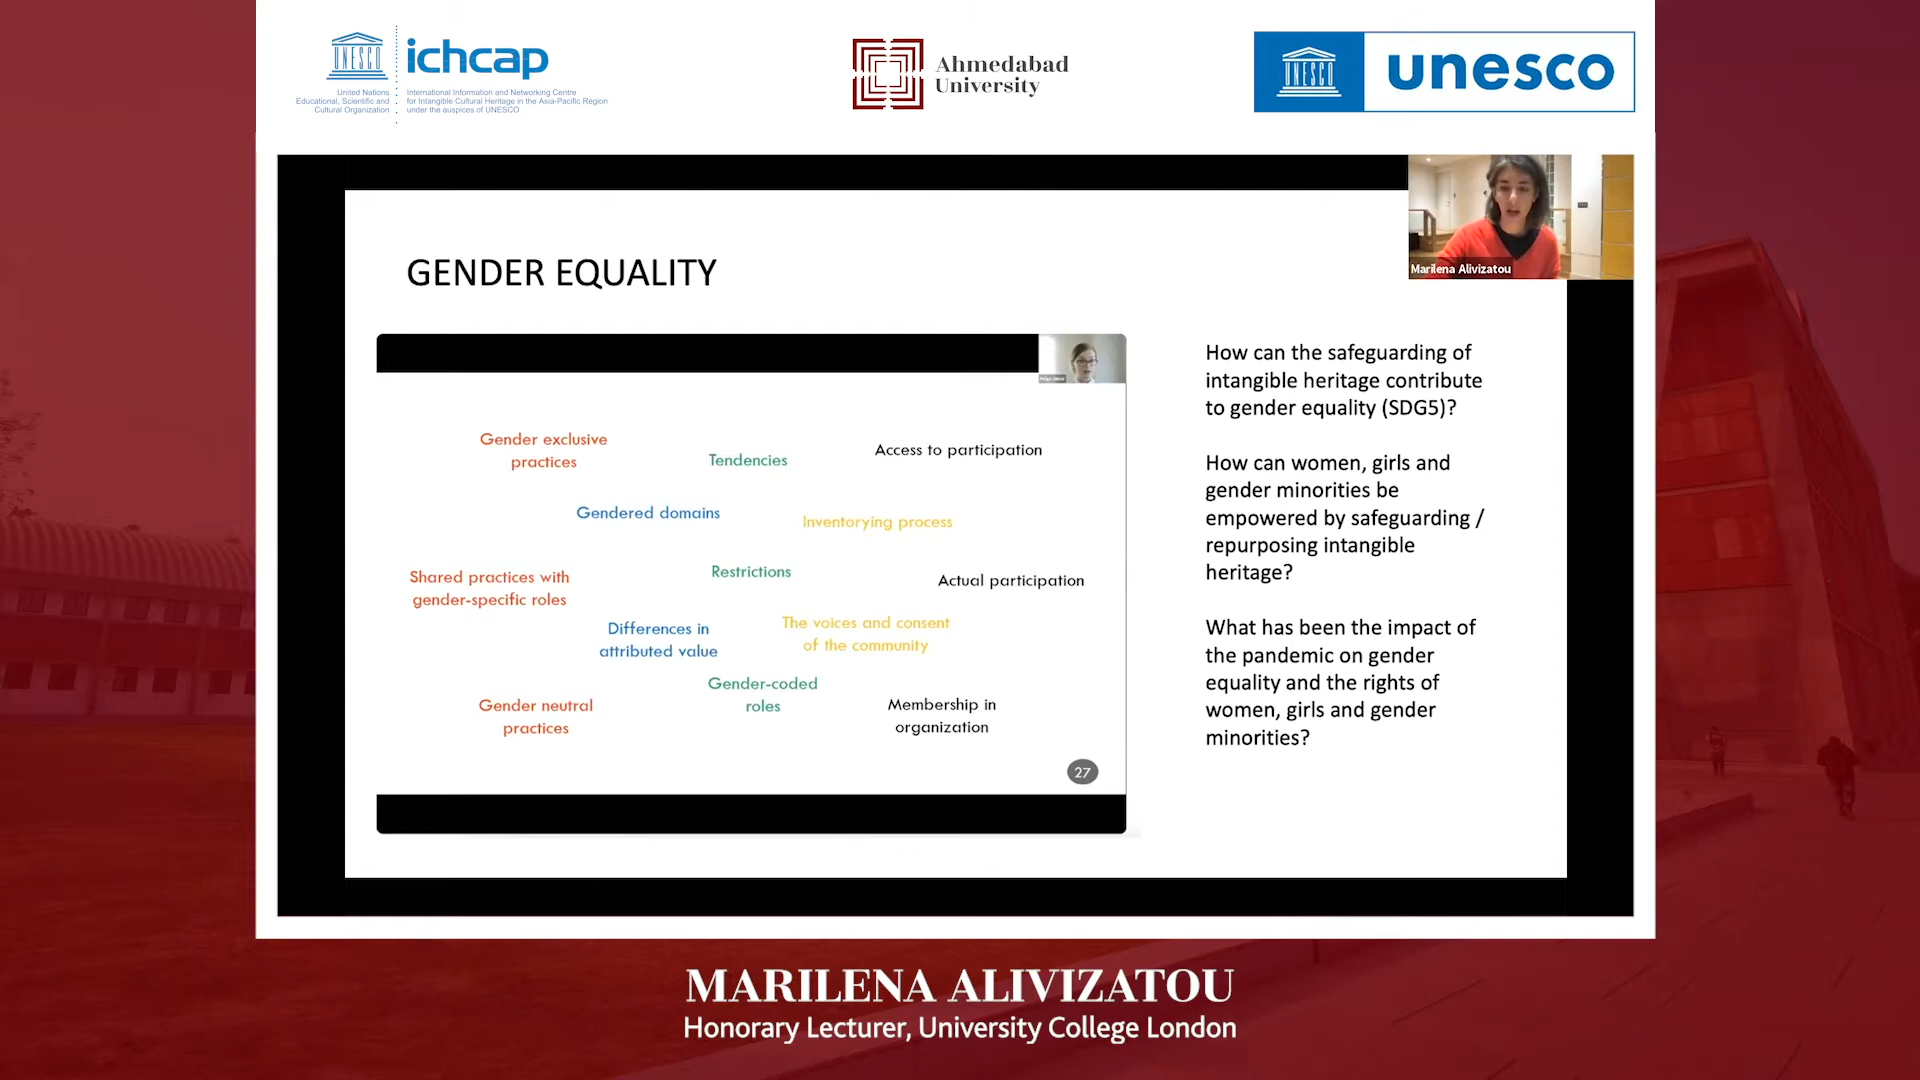 UNESCO
United Nations
Educational, Scientific and
Cultural Organization
ichcap
International Information and Networking Centre
for Intangible Cultural Heritage in the Asia-Pacific Region
under the auspices of UNESCO
Ahmedabad
University
UNESCO
unesco
Marilena Alivizatou
GENDER EQUALITY
Gender exclusive
practices
Tendencies
Access to participation
Gendered domains
Inventorying process
Shared practices with
gender-specific roles
Restrictions
Actual participation
Differences in
attributed value
The voices and consent
of the community
Gender-coded
roles
Gender neutral
practices
Membership in
organization
27
How can the safeguarding of
intangible heritage contribute
to gender equality (SDG5)?
How can women, girls and
gender minorities be
empowered by safeguarding /
repurposing intangible
heritage?
What has been the impact of
the pandemic on gender
equality and the rights of
women, girls and gender
minorities?
MARILENA ALIVIZATOU
Honorary Lecturer, University College London